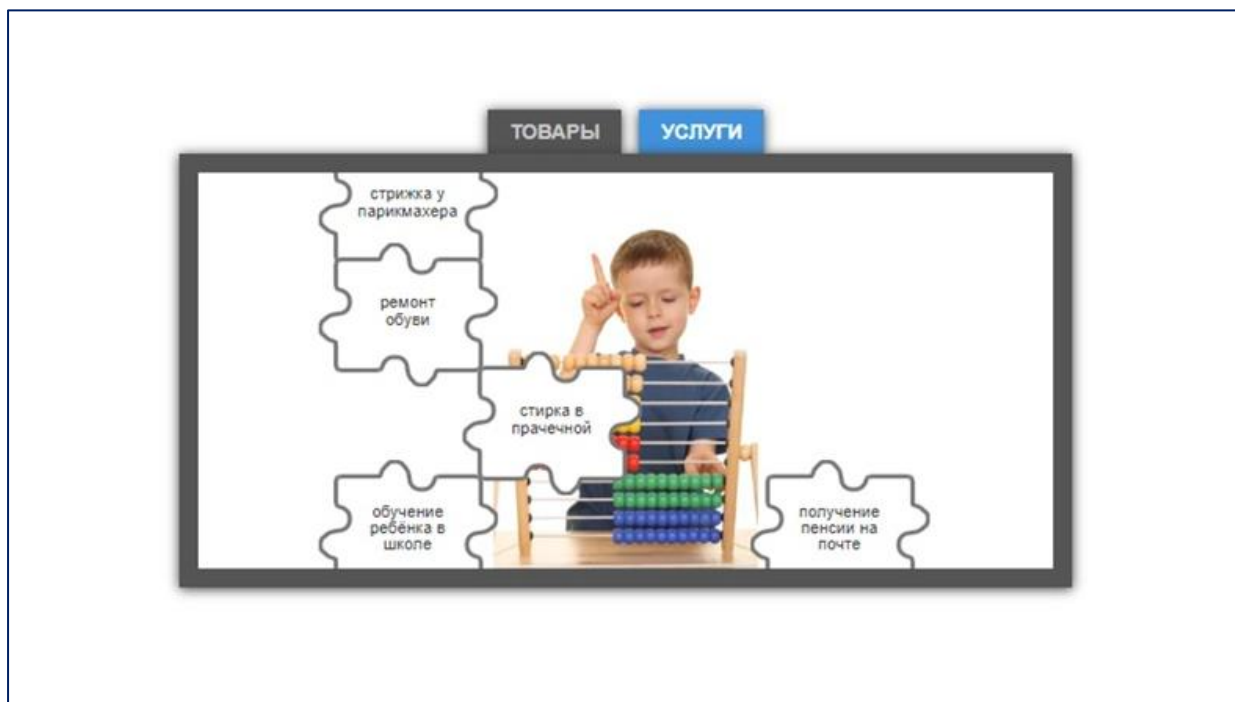 ТОВАРЫ
УСЛУГИ
стрижка у
парикмахера
ремонт
обуви
стирка в
прачечной
обучение
ребёнка в
школе
получение
пенсии на
почте